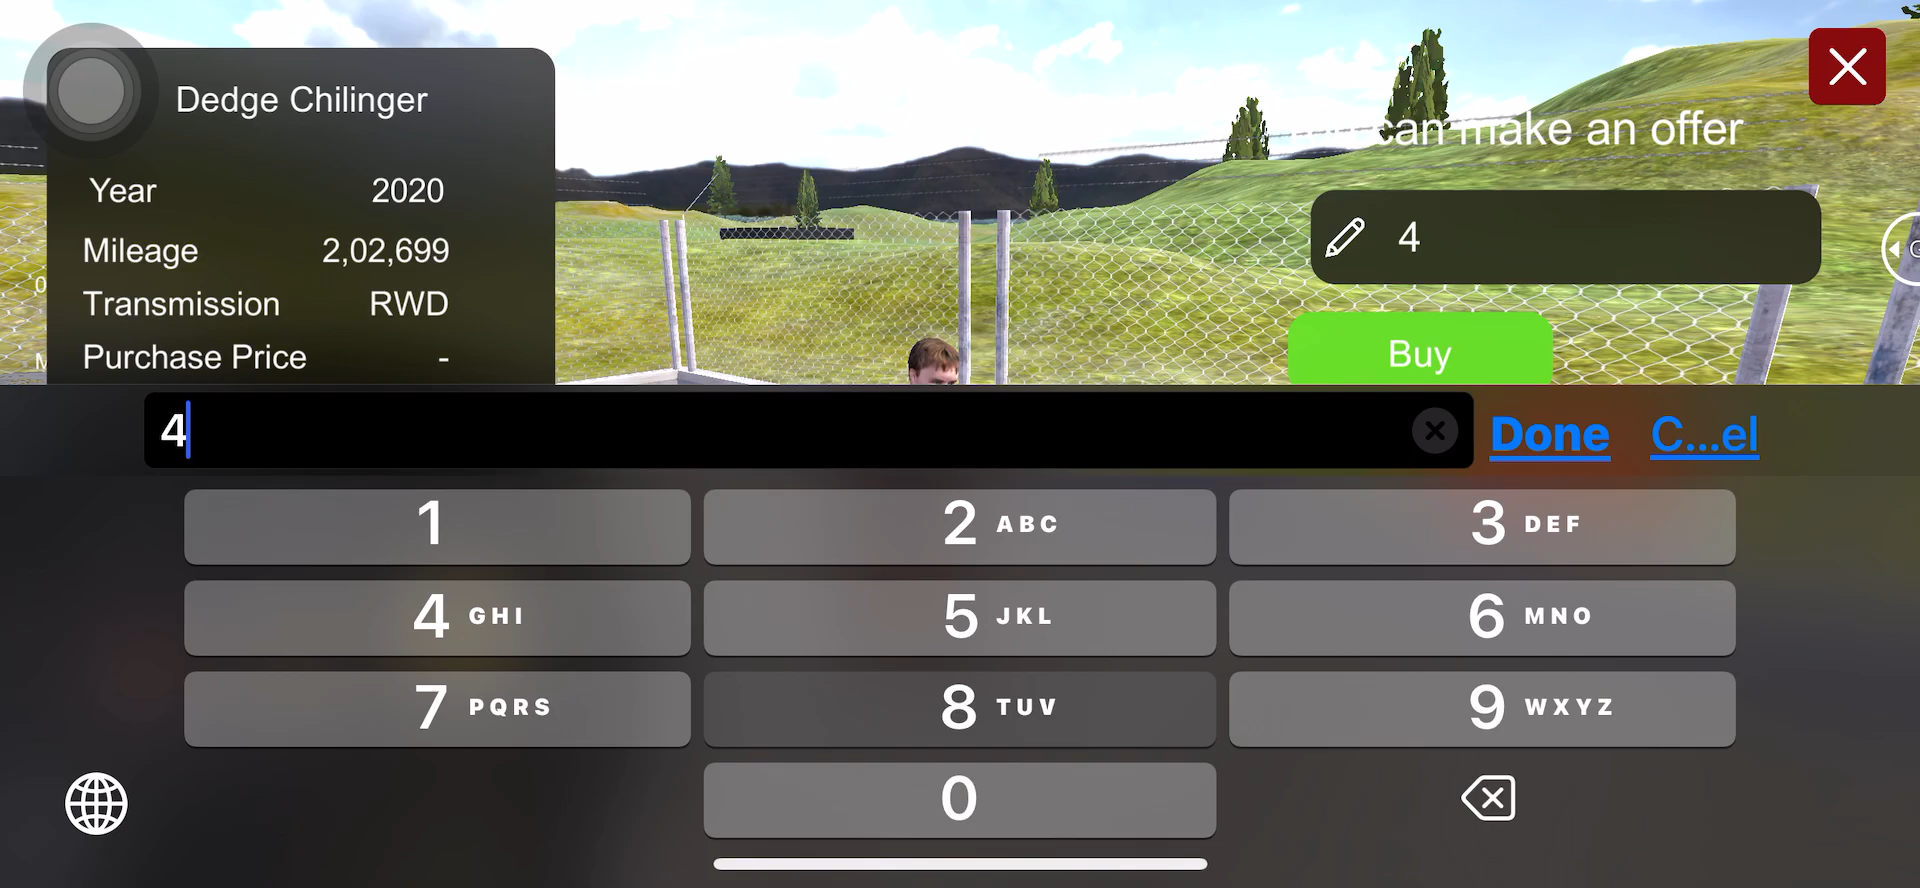 Dedge Chilinger
Year 2020
Mileage 2,02,699
Transmission RWD
Purchase Price -
can make an offer
4
Buy
4
Done C...el
1
2 ABC
3 DEF
4 GHI
5 JKL
6 MNO
7 PQRS
8 TUV
9 WXYZ
0